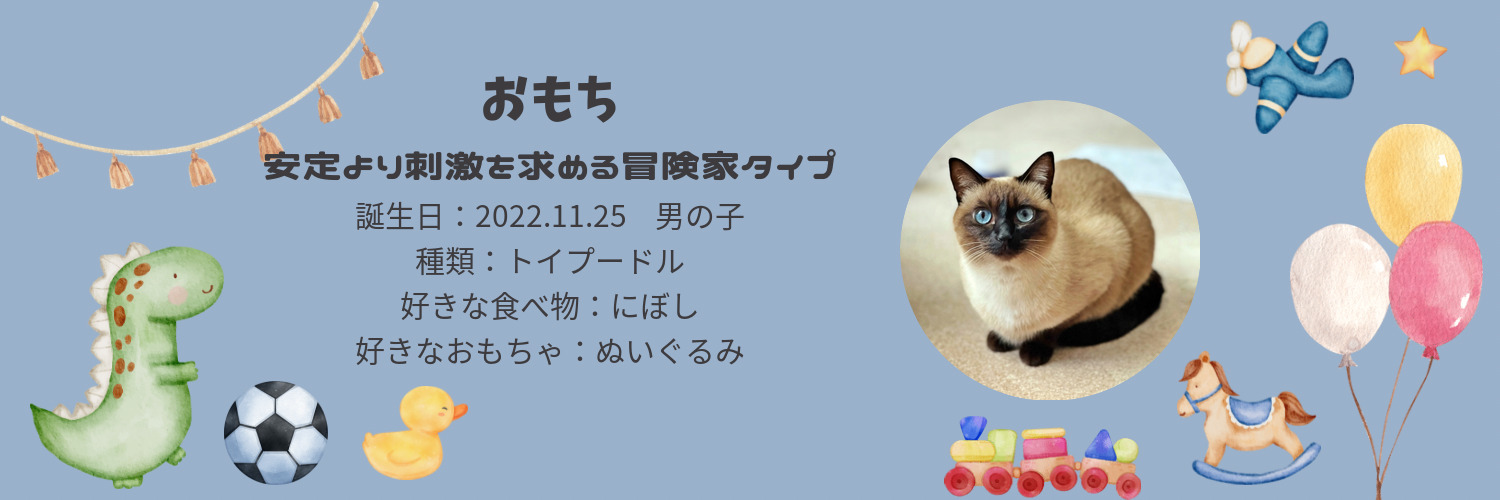 おもち
安定より刺激を求める冒険家タイプ
誕生日：2022.11.25　男の子
種類：トイプードル
好きな食べ物：にぼし
好きなおもちゃ：ぬいぐるみ